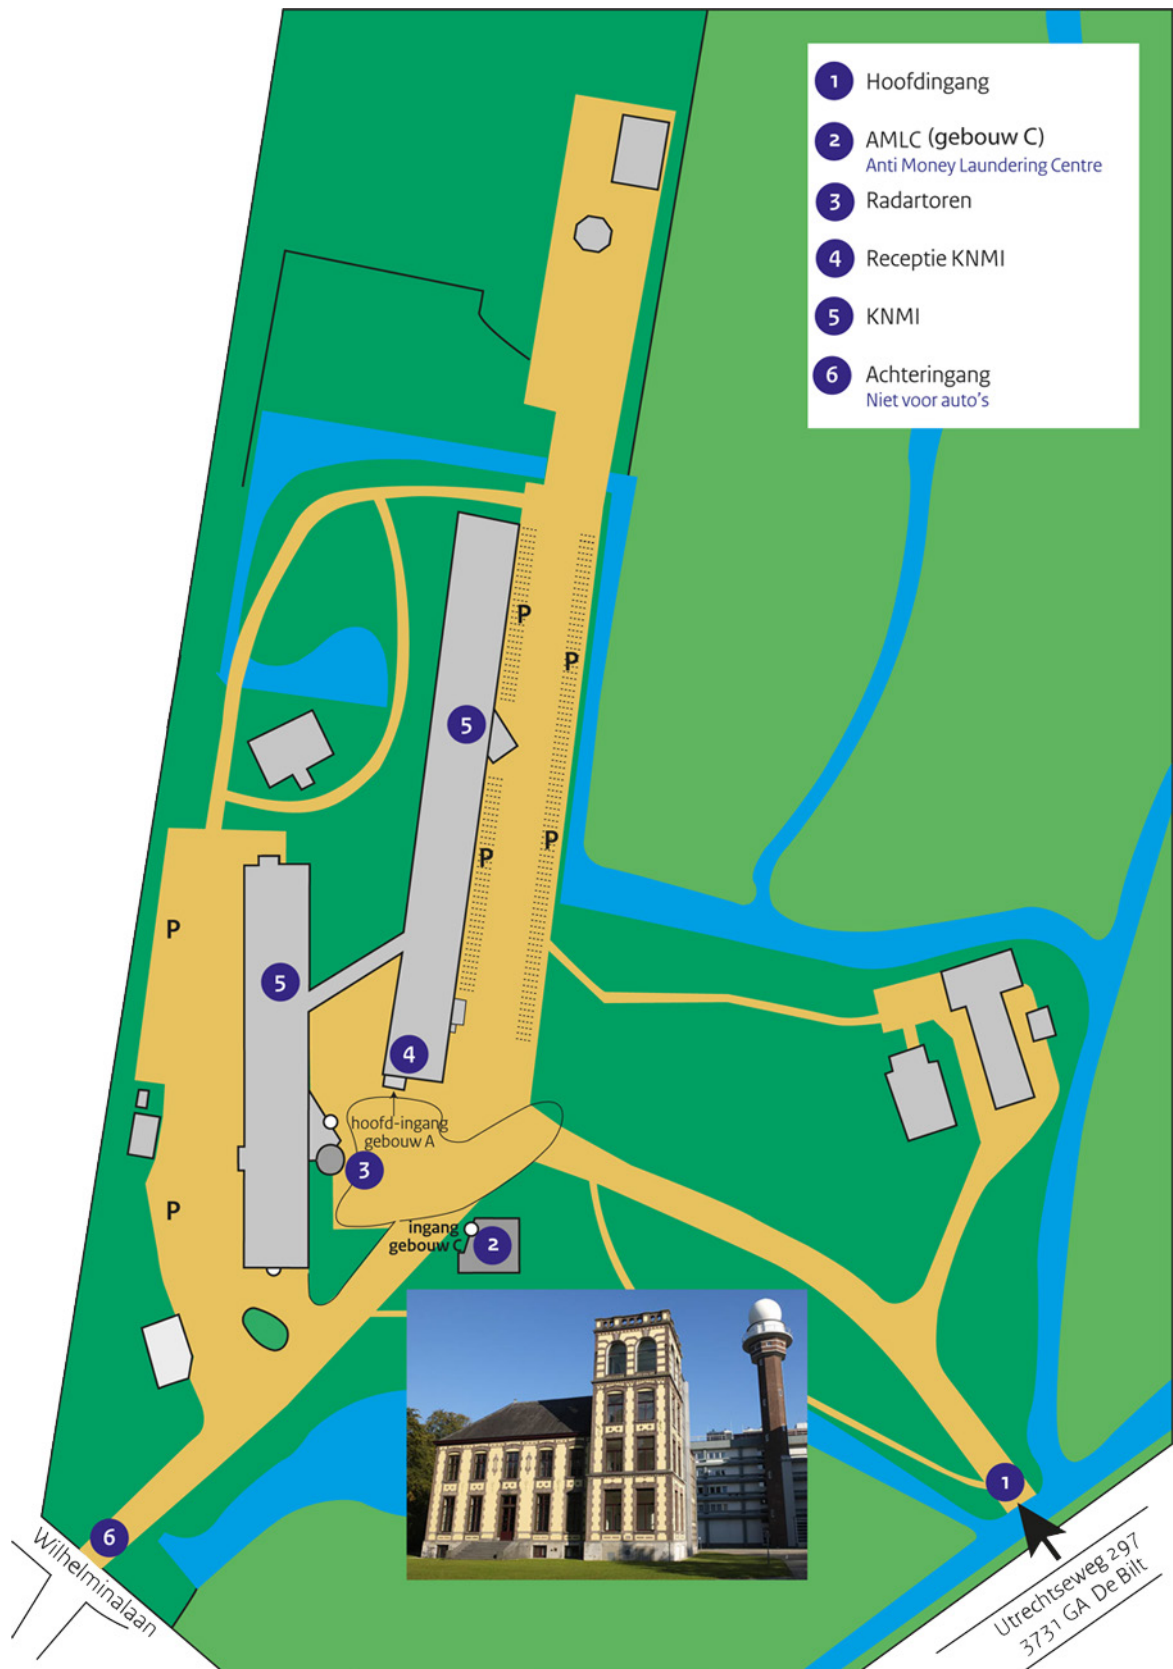 1 Hoofdingang
2 AMLC (gebouw C)
Anti Money Laundering Centre
3 Radartoren
4 Receptie KNMI
5 KNMI
6 Achteringang
Niet voor auto's
P
P
5
P
P
P
5
4
hoofd-ingang
gebouw A
3
P
ingang
gebouw C
2
1
6
Wilhelminalaan
Utrechtseweg 297
3731 GA De Bilt